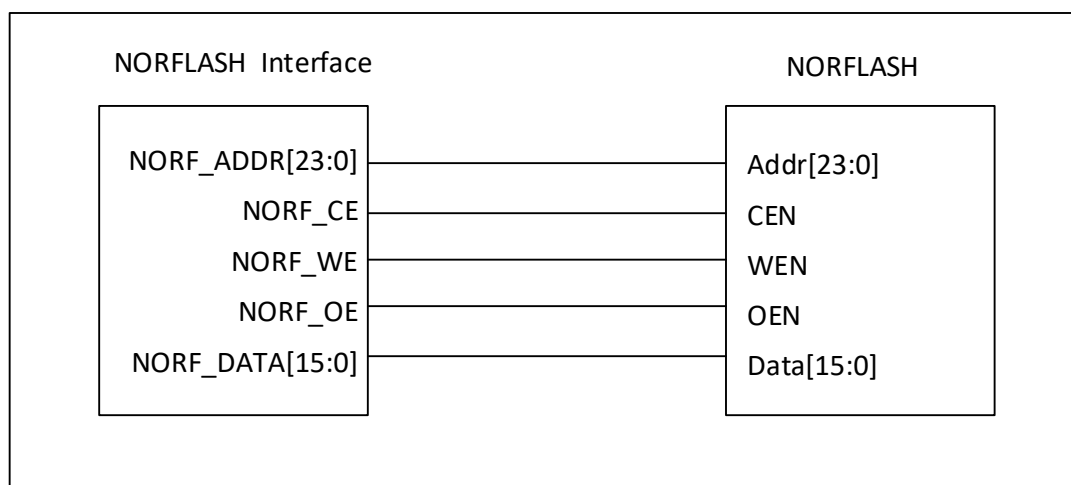 NORFLASH Interface
NORFLASH
NORF_ADDR[23:0]
Addr[23:0]
NORF_CE
CEN
NORF_WE
WEN
NORF_OE
OEN
NORF_DATA[15:0]
Data[15:0]